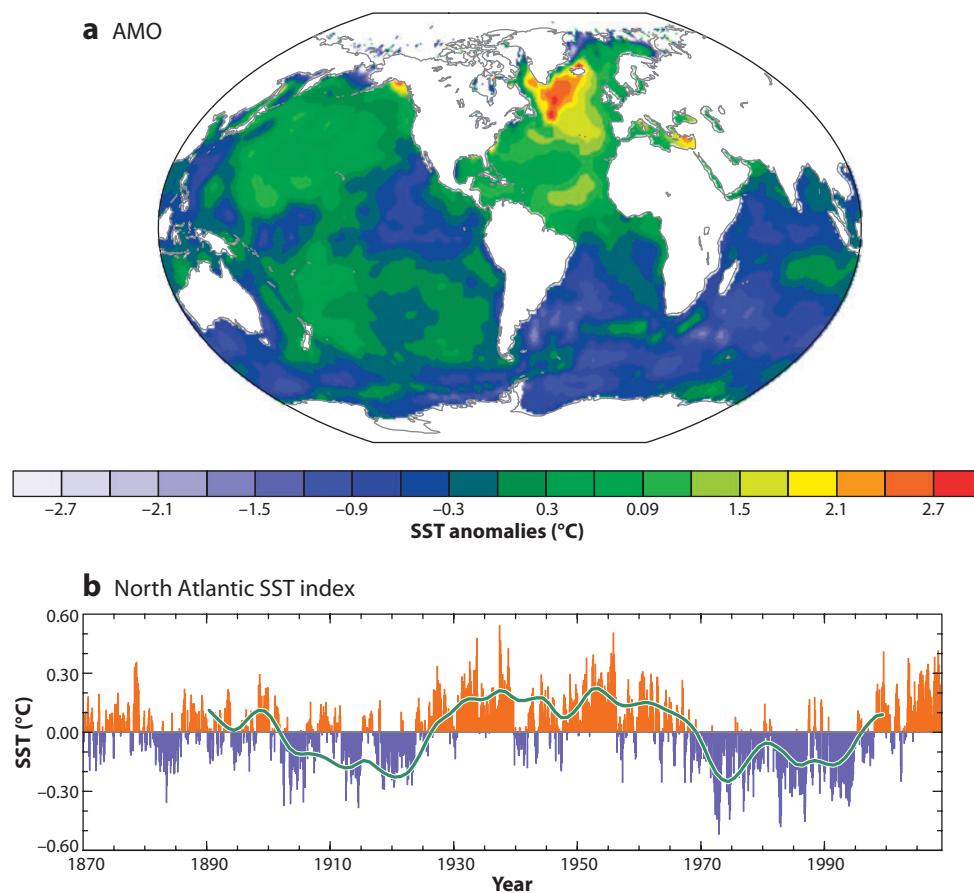 a AMO
−2.7 −2.1 −1.5 −0.9 −0.3 0.3 0.09 1.5 2.1 2.7
SST anomalies (°C)
b North Atlantic SST index
0.60
0.30
0.00
−0.30
−0.60
SST (°C)
1870 1890 1910 1930 1950 1970 1990
Year